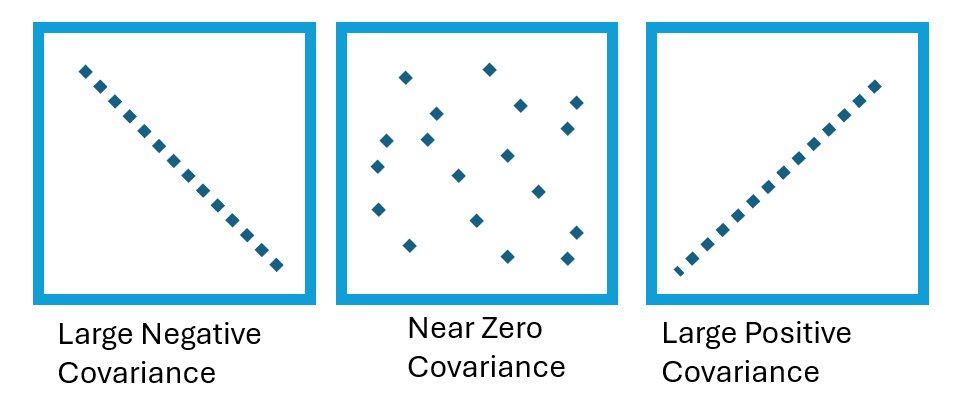 Large Negative
Covariance
Near Zero
Covariance
Large Positive
Covariance